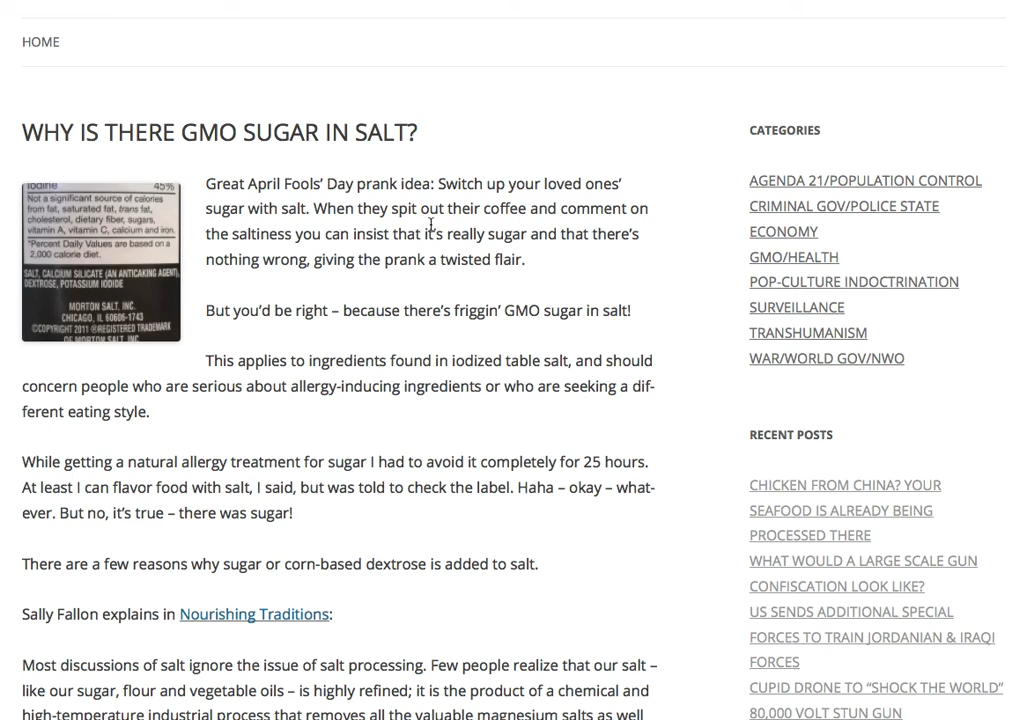 HOME
WHY IS THERE GMO SUGAR IN SALT?
Iodine 45%
Not a significant source of calories
from fat, saturated fat, trans fat,
cholesterol, dietary fiber, sugars,
vitamin A, vitamin C, calcium and iron.
*Percent Daily Values are based on a
2,000 calorie diet.
SALT, CALCIUM SILICATE (AN ANTICAKING AGENT),
DEXTROSE, POTASSIUM IODIDE
MORTON SALT, INC.
CHICAGO, IL 60606-1743
©COPYRIGHT 2011 ®REGISTERED TRADEMARK
OF MORTON SALT, INC.
Great April Fools’ Day prank idea: Switch up your loved ones’
sugar with salt. When they spit out their coffee and comment on
the saltiness you can insist that it’s really sugar and that there’s
nothing wrong, giving the prank a twisted flair.
But you’d be right – because there’s friggin’ GMO sugar in salt!
This applies to ingredients found in iodized table salt, and should
concern people who are serious about allergy-inducing ingredients or who are seeking a dif-
ferent eating style.
While getting a natural allergy treatment for sugar I had to avoid it completely for 25 hours.
At least I can flavor food with salt, I said, but was told to check the label. Haha – okay – what-
ever. But no, it’s true – there was sugar!
There are a few reasons why sugar or corn-based dextrose is added to salt.
Sally Fallon explains in Nourishing Traditions:
Most discussions of salt ignore the issue of salt processing. Few people realize that our salt –
like our sugar, flour and vegetable oils – is highly refined; it is the product of a chemical and
high-temperature industrial process that removes all the valuable magnesium salts as well
CATEGORIES
AGENDA 21/POPULATION CONTROL
CRIMINAL GOV/POLICE STATE
ECONOMY
GMO/HEALTH
POP-CULTURE INDOCTRINATION
SURVEILLANCE
TRANSHUMANISM
WAR/WORLD GOV/NWO
RECENT POSTS
CHICKEN FROM CHINA? YOUR
SEAFOOD IS ALREADY BEING
PROCESSED THERE
WHAT WOULD A LARGE SCALE GUN
CONFISCATION LOOK LIKE?
US SENDS ADDITIONAL SPECIAL
FORCES TO TRAIN JORDANIAN & IRAQI
FORCES
CUPID DRONE TO “SHOCK THE WORLD”
80,000 VOLT STUN GUN